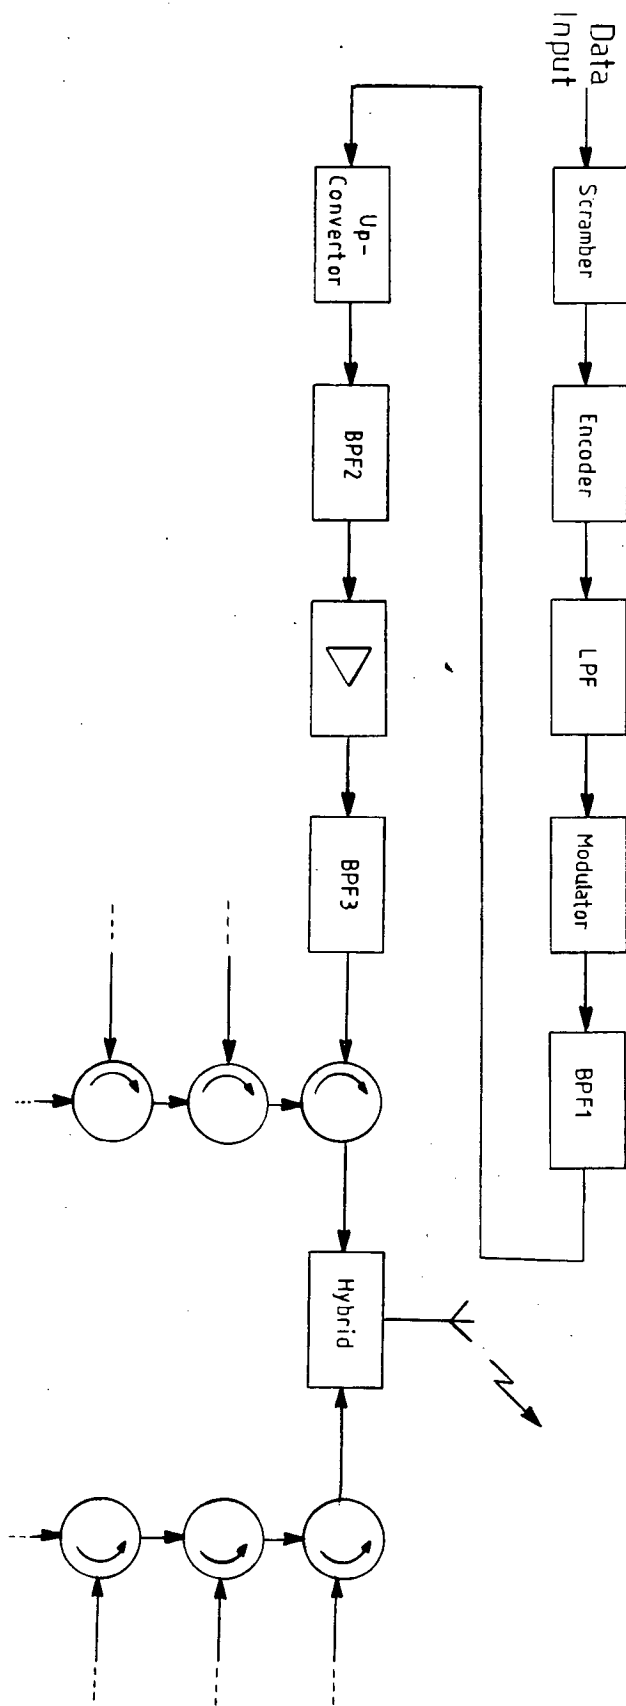 Data
Input
Scramber
Encoder
LPF
Modulator
BPF1
Up-
Convertor
BPF2
BPF3
Hybrid